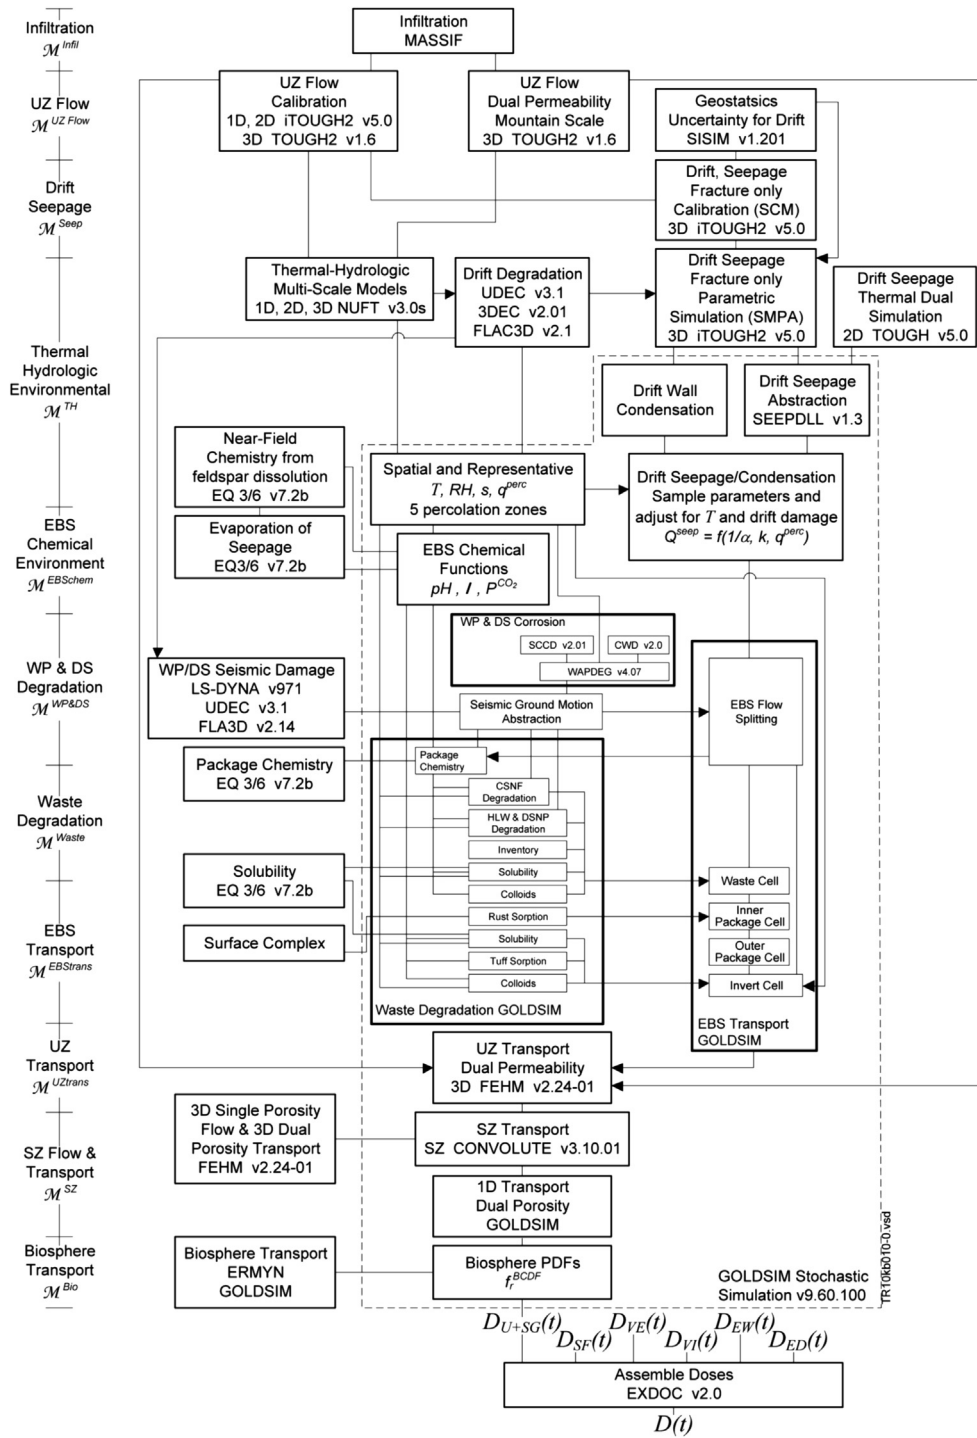 Infiltration
M Infil
UZ Flow
M UZ Flow
Drift
Seepage
M Seep
Thermal
Hydrologic
Environmental
M TH
EBS
Chemical
Environment
M EBSchem
WP & DS
Degradation
M WP&DS
Waste
Degradation
M Waste
EBS
Transport
M EBStrans
UZ
Transport
M UZtrans
SZ Flow &
Transport
M SZ
Biosphere
Transport
M Bio
Infiltration
MASSIF
UZ Flow
Calibration
1D, 2D iTOUGH2 v5.0
3D TOUGH2 v1.6
UZ Flow
Dual Permeability
Mountain Scale
3D TOUGH2 v1.6
Geostatsics
Uncertainty for Drift
SISIM v1.201
Drift, Seepage
Fracture only
Calibration (SCM)
3D iTOUGH2 v5.0
Thermal-Hydrologic
Multi-Scale Models
1D, 2D, 3D NUFT v3.0s
Drift Degradation
UDEC v3.1
3DEC v2.01
FLAC3D v2.1
Drift Seepage
Fracture only
Parametric
Simulation (SMPA)
3D iTOUGH2 v5.0
Drift Seepage
Thermal Dual
Simulation
2D TOUGH v5.0
Drift Wall
Condensation
Drift Seepage
Abstraction
SEEPDLL v1.3
Near-Field
Chemistry from
feldspar dissolution
EQ 3/6 v7.2b
Spatial and Representative
T, RH, s, q^perc
5 percolation zones
Drift Seepage/Condensation
Sample parameters and
adjust for T and drift damage
Q^seep = f(1/α, k, q^perc)
Evaporation of
Seepage
EQ3/6 v7.2b
EBS Chemical
Functions
pH , I , P^CO₂
WP & DS Corrosion
SCCD v2.01
CWD v2.0
WAPDEG v4.07
WP/DS Seismic Damage
LS-DYNA v971
UDEC v3.1
FLA3D v2.14
Seismic Ground Motion
Abstraction
EBS Flow
Splitting
Package Chemistry
EQ 3/6 v7.2b
Package
Chemistry
CSNF
Degradation
HLW & DSNP
Degradation
Inventory
Solubility
Colloids
Rust Sorption
Solubility
Tuff Sorption
Colloids
Waste Degradation GOLDSIM
Solubility
EQ 3/6 v7.2b
Surface Complex
Waste Cell
Inner
Package Cell
Outer
Package Cell
Invert Cell
EBS Transport
GOLDSIM
UZ Transport
Dual Permeability
3D FEHM v2.24-01
3D Single Porosity
Flow & 3D Dual
Porosity Transport
FEHM v2.24-01
SZ Transport
SZ CONVOLUTE v3.10.01
1D Transport
Dual Porosity
GOLDSIM
Biosphere Transport
ERMYN
GOLDSIM
Biosphere PDFs
f_r^BCDF
GOLDSIM Stochastic
Simulation v9.60.100
TR10kb010-0.vsd
D_U+SG(t)
D_SF(t)
D_VE(t)
D_VI(t)
D_EW(t)
D_ED(t)
Assemble Doses
EXDOC v2.0
D(t)